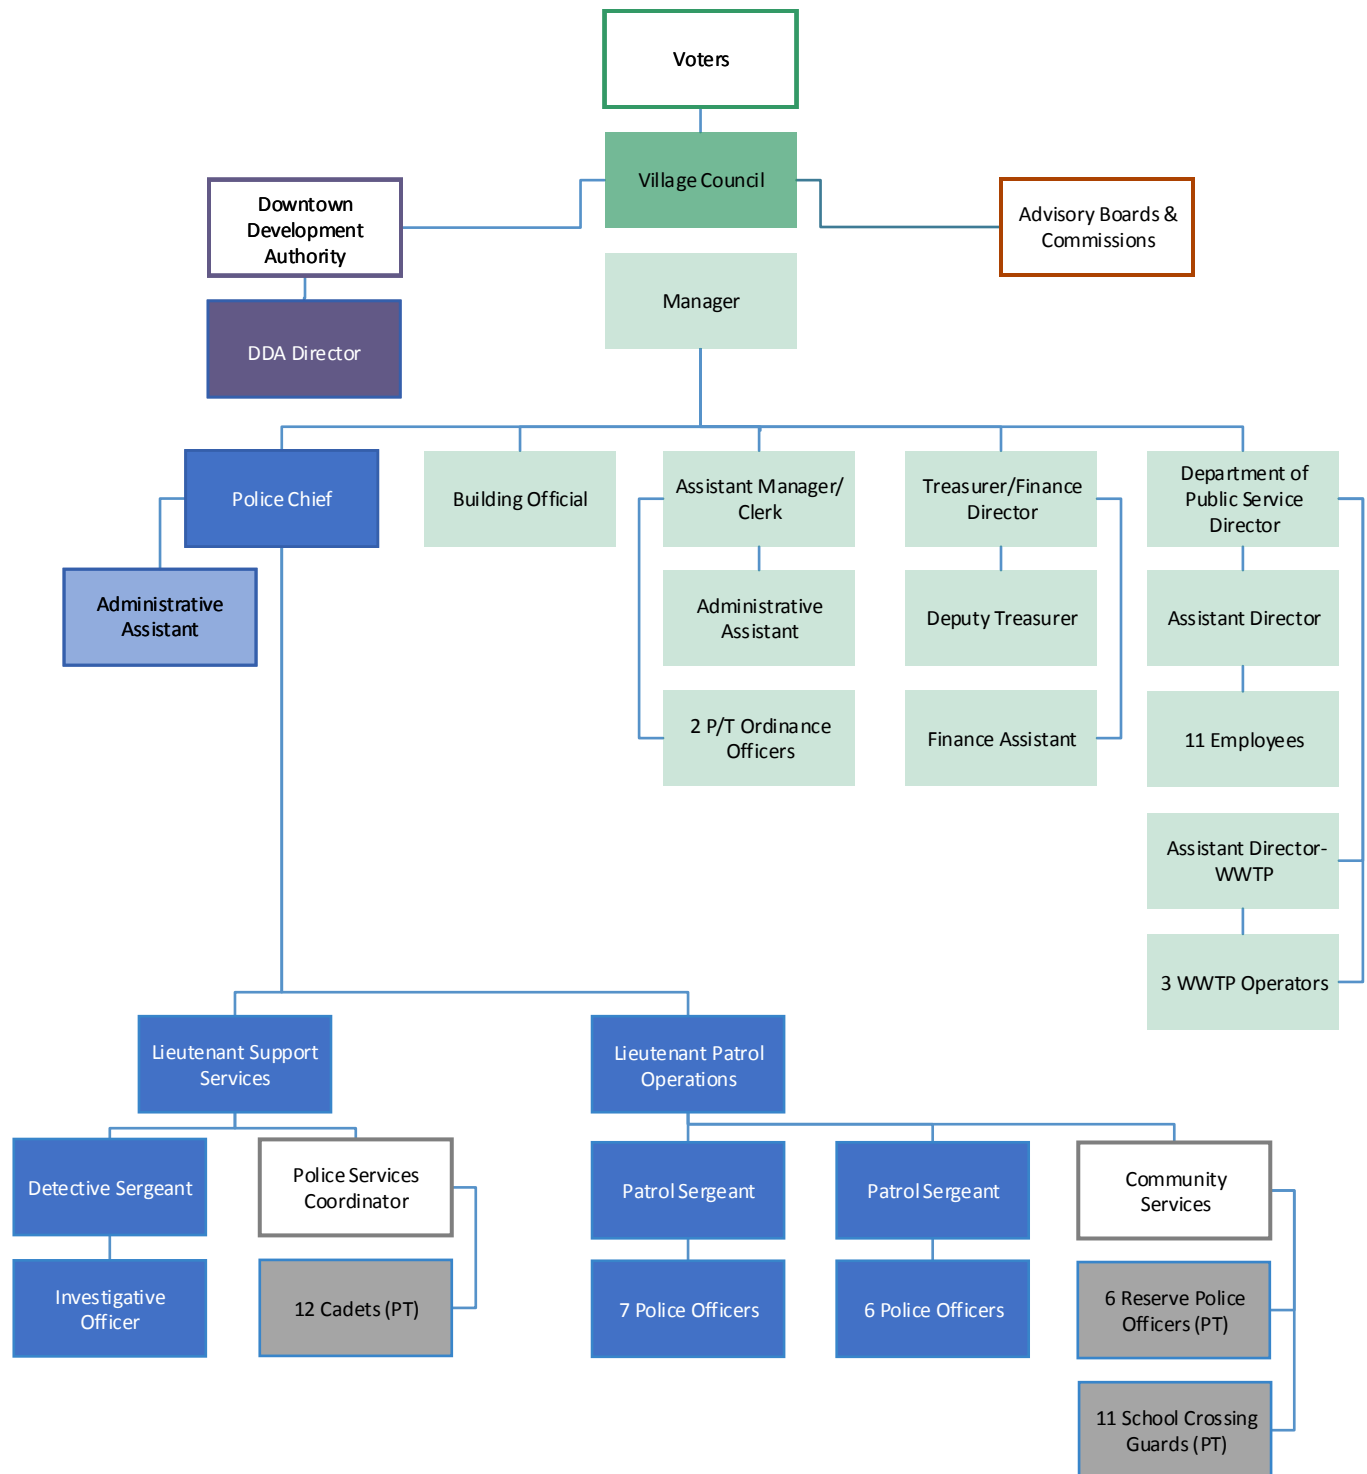 Voters
Village Council
Downtown
Development
Authority
Advisory Boards &
Commissions
Manager
DDA Director
Police Chief
Building Official
Assistant Manager/
Clerk
Treasurer/Finance
Director
Department of
Public Service
Director
Administrative
Assistant
Administrative
Assistant
Deputy Treasurer
Assistant Director
2 P/T Ordinance
Officers
Finance Assistant
11 Employees
Assistant Director-
WWTP
3 WWTP Operators
Lieutenant Support
Services
Lieutenant Patrol
Operations
Detective Sergeant
Police Services
Coordinator
Patrol Sergeant
Patrol Sergeant
Community
Services
Investigative
Officer
12 Cadets (PT)
7 Police Officers
6 Police Officers
6 Reserve Police
Officers (PT)
11 School Crossing
Guards (PT)